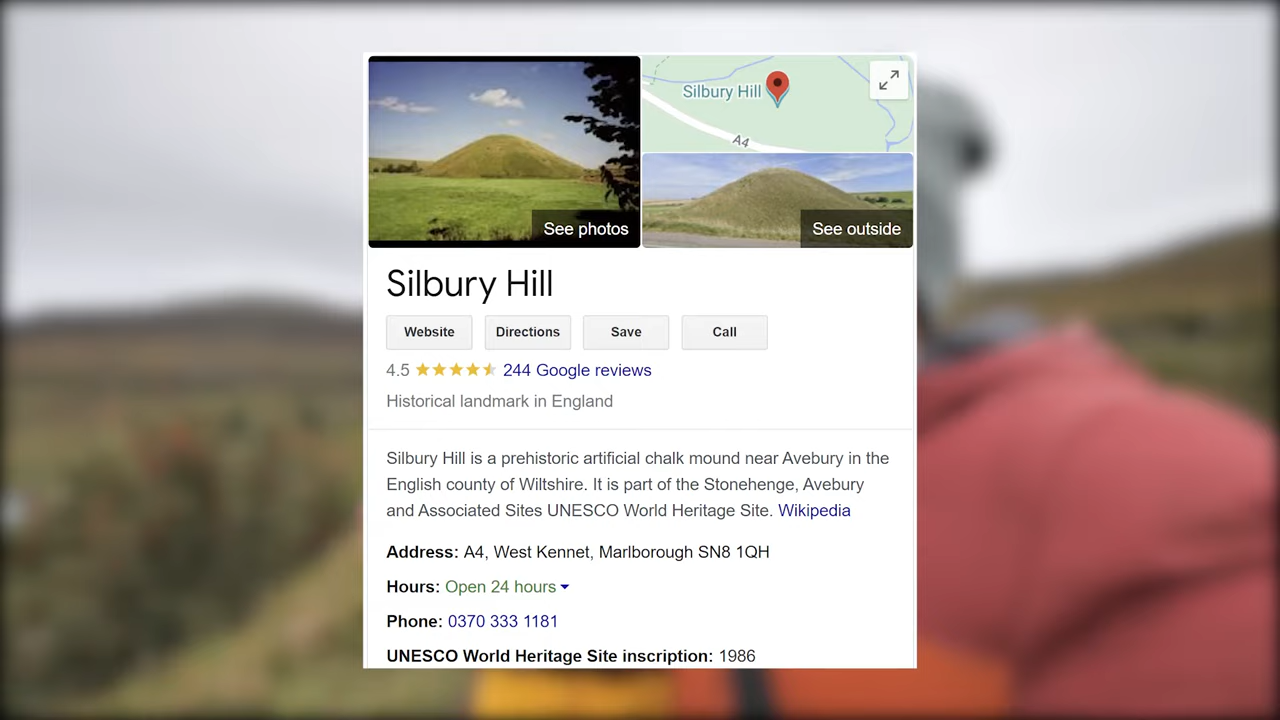 Silbury Hill
A4
See photos
See outside
Silbury Hill
Website
Directions
Save
Call
4.5 244 Google reviews
Historical landmark in England
Silbury Hill is a prehistoric artificial chalk mound near Avebury in the
English county of Wiltshire. It is part of the Stonehenge, Avebury
and Associated Sites UNESCO World Heritage Site. Wikipedia
Address: A4, West Kennet, Marlborough SN8 1QH
Hours: Open 24 hours
Phone: 0370 333 1181
UNESCO World Heritage Site inscription: 1986